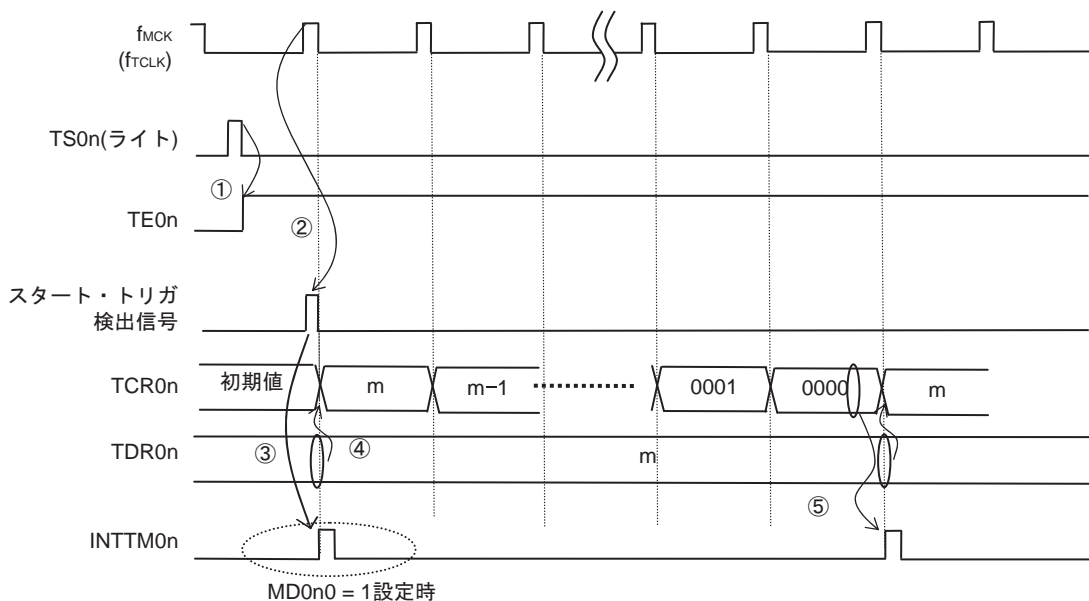 fMCK
(fTCLK)
TS0n(ライト)
①
TE0n
②
スタート・トリガ
検出信号
TCR0n
初期値
m
m−1
0001
0000
m
③
④
TDR0n
m
⑤
INTTM0n
MD0n0 = 1設定時